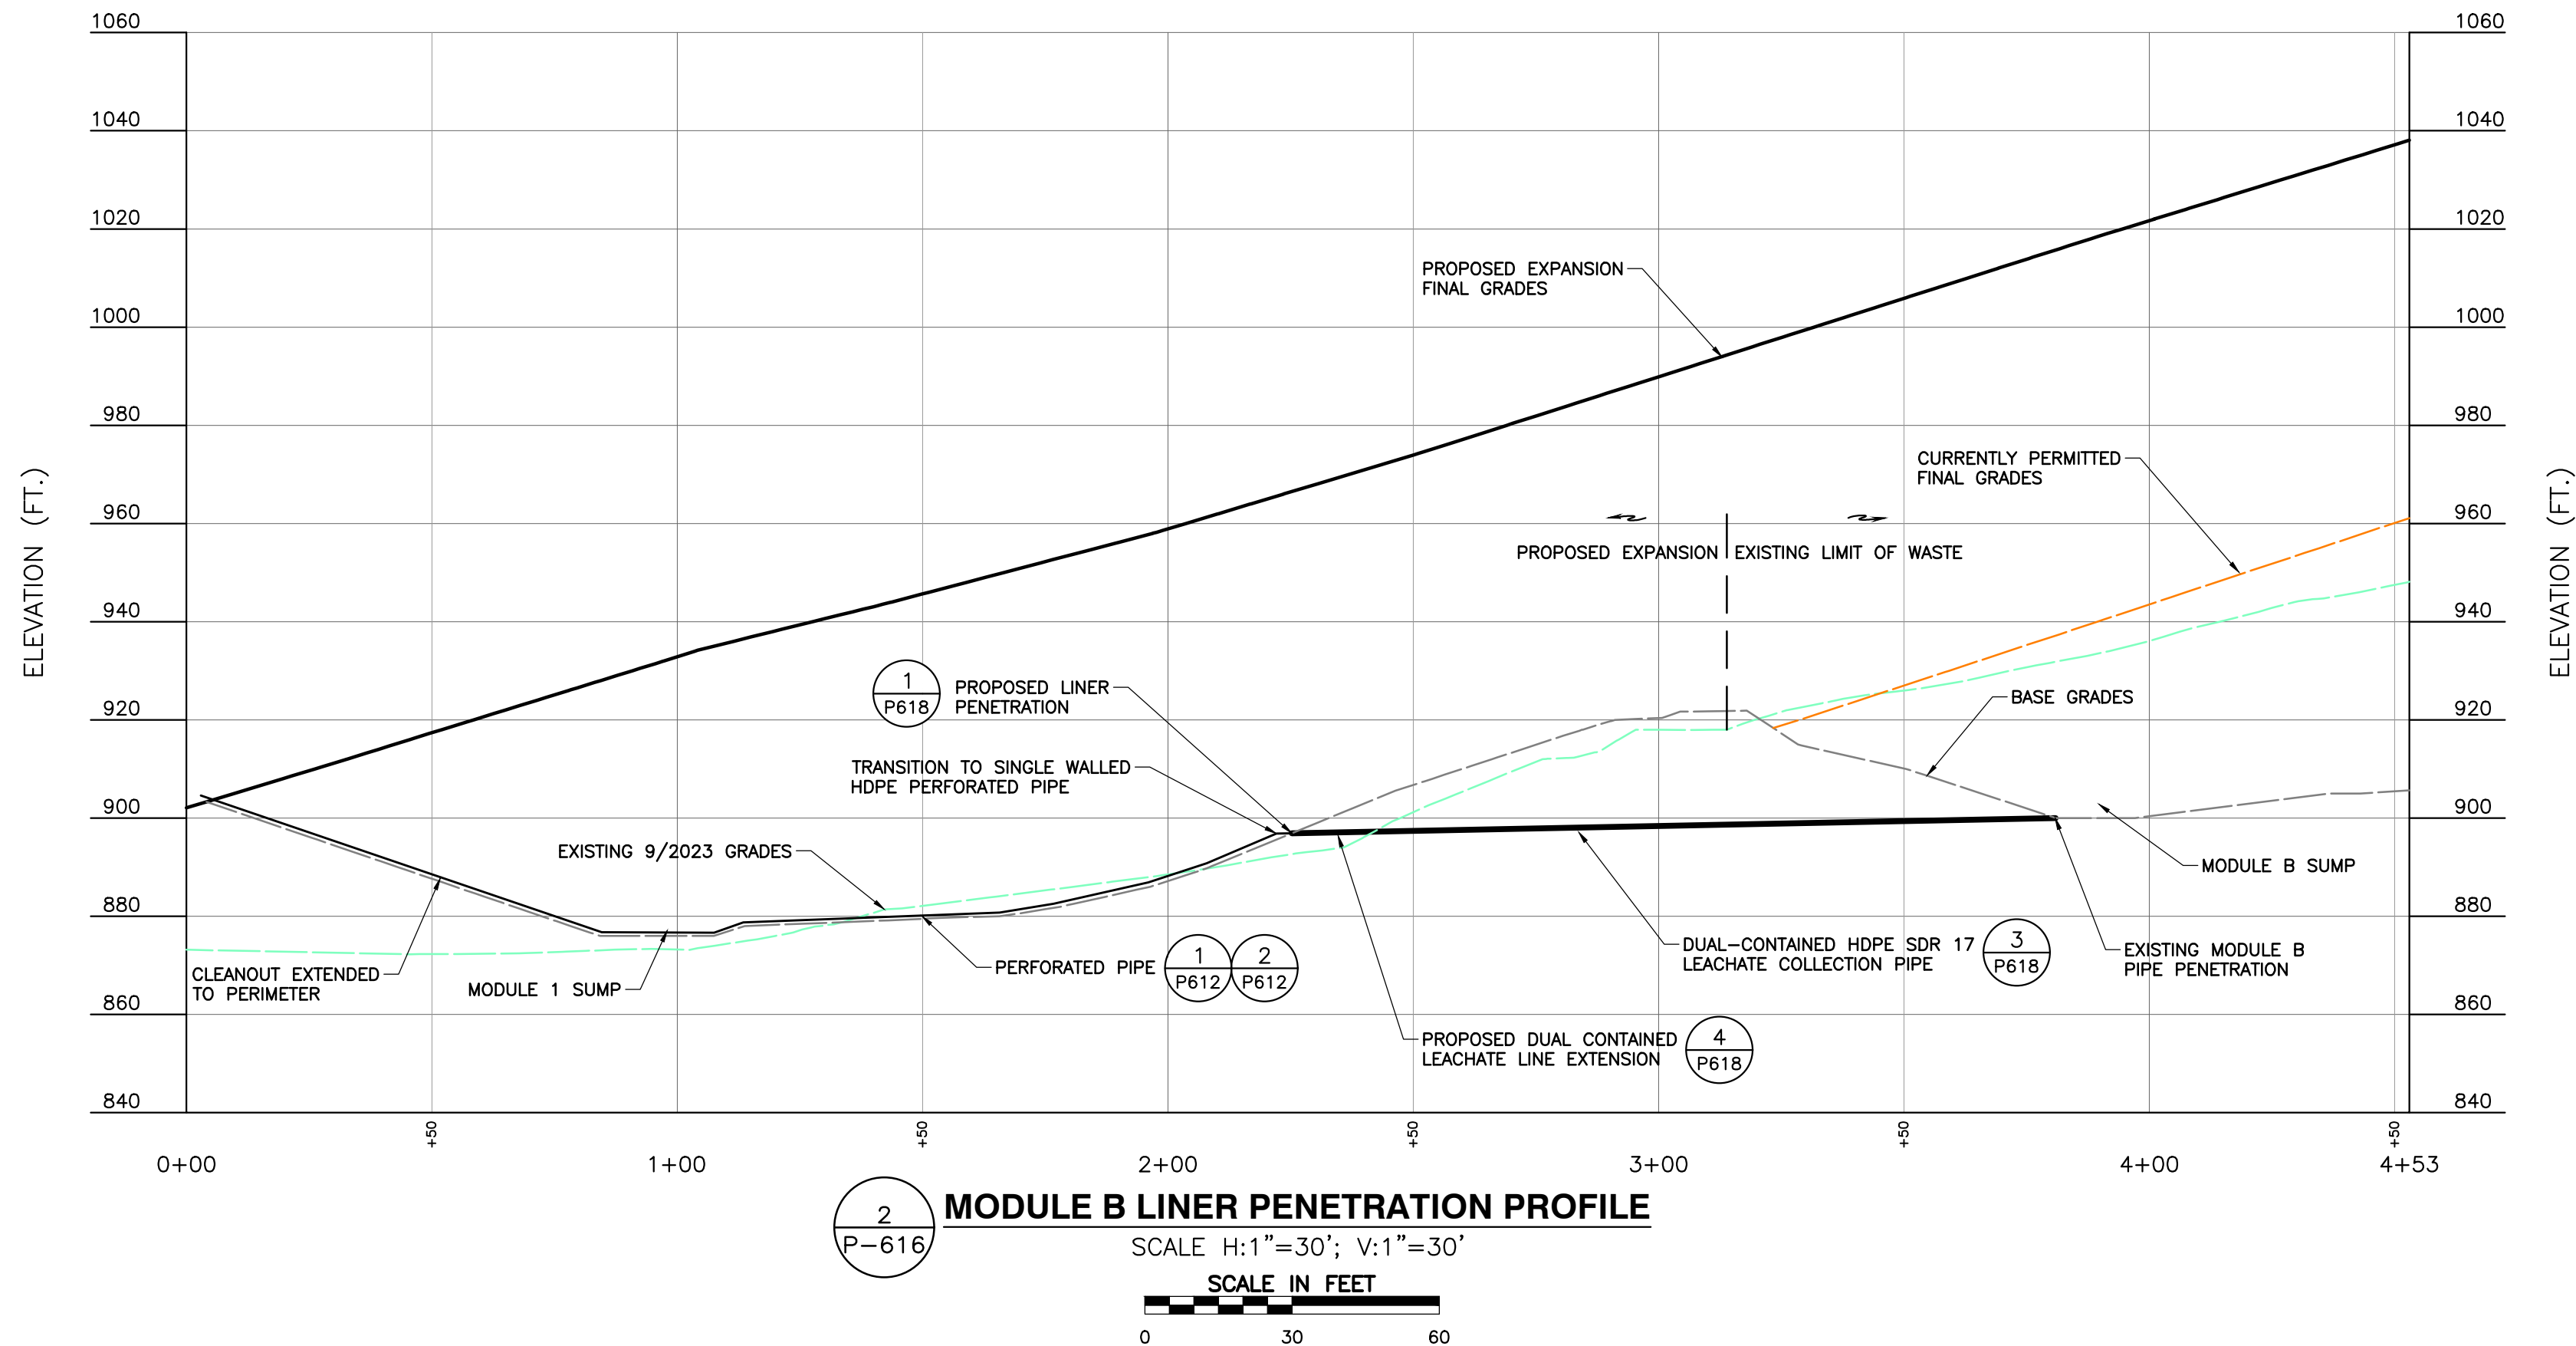 1060
1040
1020
1000
980
960
940
920
900
880
860
840
ELEVATION (FT.)
1060
1040
1020
1000
980
960
940
920
900
880
860
840
ELEVATION (FT.)
PROPOSED EXPANSION
FINAL GRADES
CURRENTLY PERMITTED
FINAL GRADES
PROPOSED EXPANSION
EXISTING LIMIT OF WASTE
1
P618
PROPOSED LINER
PENETRATION
BASE GRADES
TRANSITION TO SINGLE WALLED
HDPE PERFORATED PIPE
EXISTING 9/2023 GRADES
MODULE B SUMP
CLEANOUT EXTENDED
TO PERIMETER
MODULE 1 SUMP
PERFORATED PIPE
1
P612
2
P612
DUAL-CONTAINED HDPE SDR 17
LEACHATE COLLECTION PIPE
3
P618
EXISTING MODULE B
PIPE PENETRATION
PROPOSED DUAL CONTAINED
LEACHATE LINE EXTENSION
4
P618
+50
+50
+50
+50
+50
0+00
1+00
2+00
3+00
4+00
4+53
2
P-616
MODULE B LINER PENETRATION PROFILE
SCALE H:1"=30'; V:1"=30'
SCALE IN FEET
0
30
60